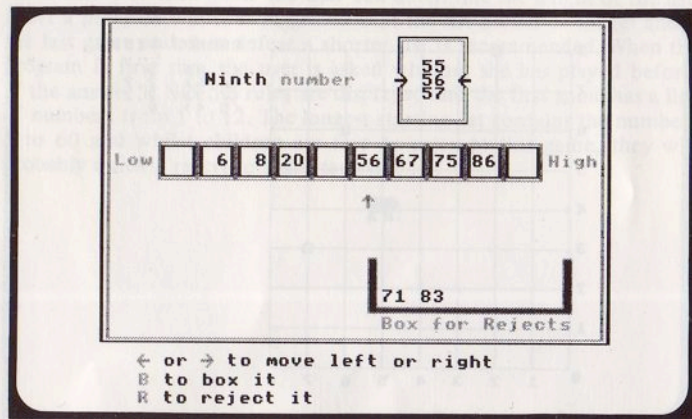 55
Ninth number 56
57
Low 6 8 20 56 67 75 86 High
↑
71 83
Box for Rejects
← or → to move left or right
B to box it
R to reject it